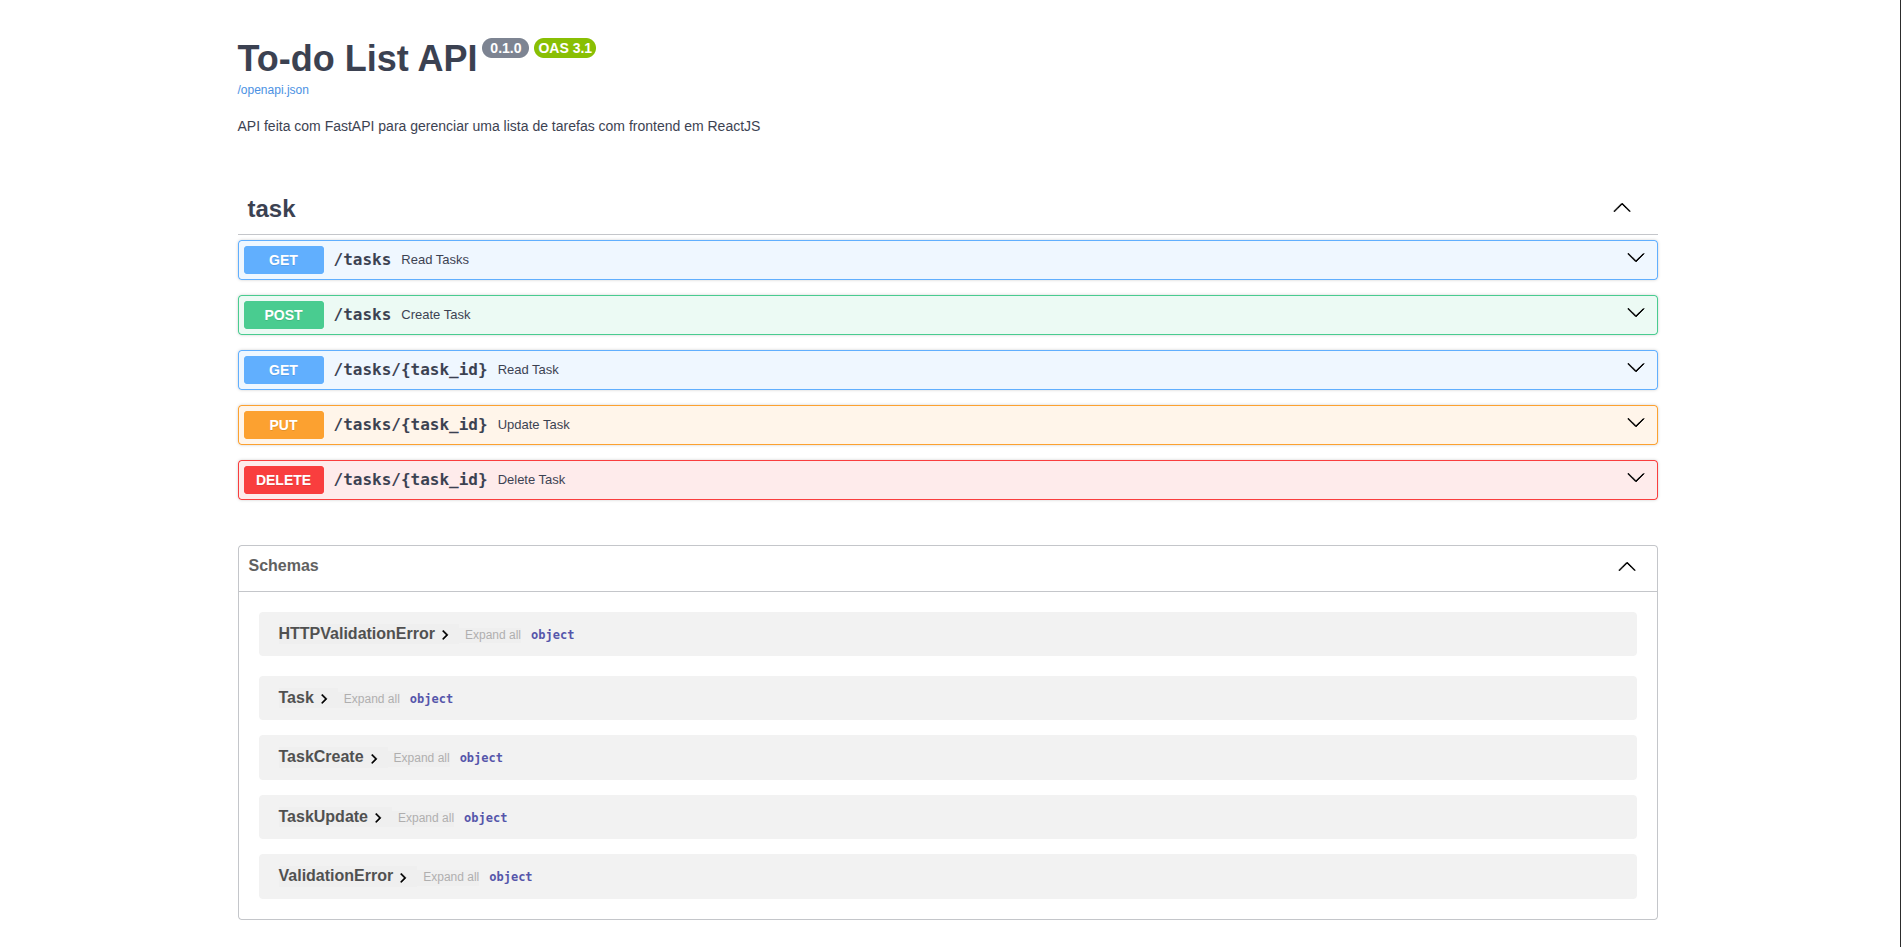 To-do List API 0.1.0 OAS 3.1
/openapi.json
API feita com FastAPI para gerenciar uma lista de tarefas com frontend em ReactJS
task
GET /tasks Read Tasks
POST /tasks Create Task
GET /tasks/{task_id} Read Task
PUT /tasks/{task_id} Update Task
DELETE /tasks/{task_id} Delete Task
Schemas
HTTPValidationError Expand all object
Task Expand all object
TaskCreate Expand all object
TaskUpdate Expand all object
ValidationError Expand all object